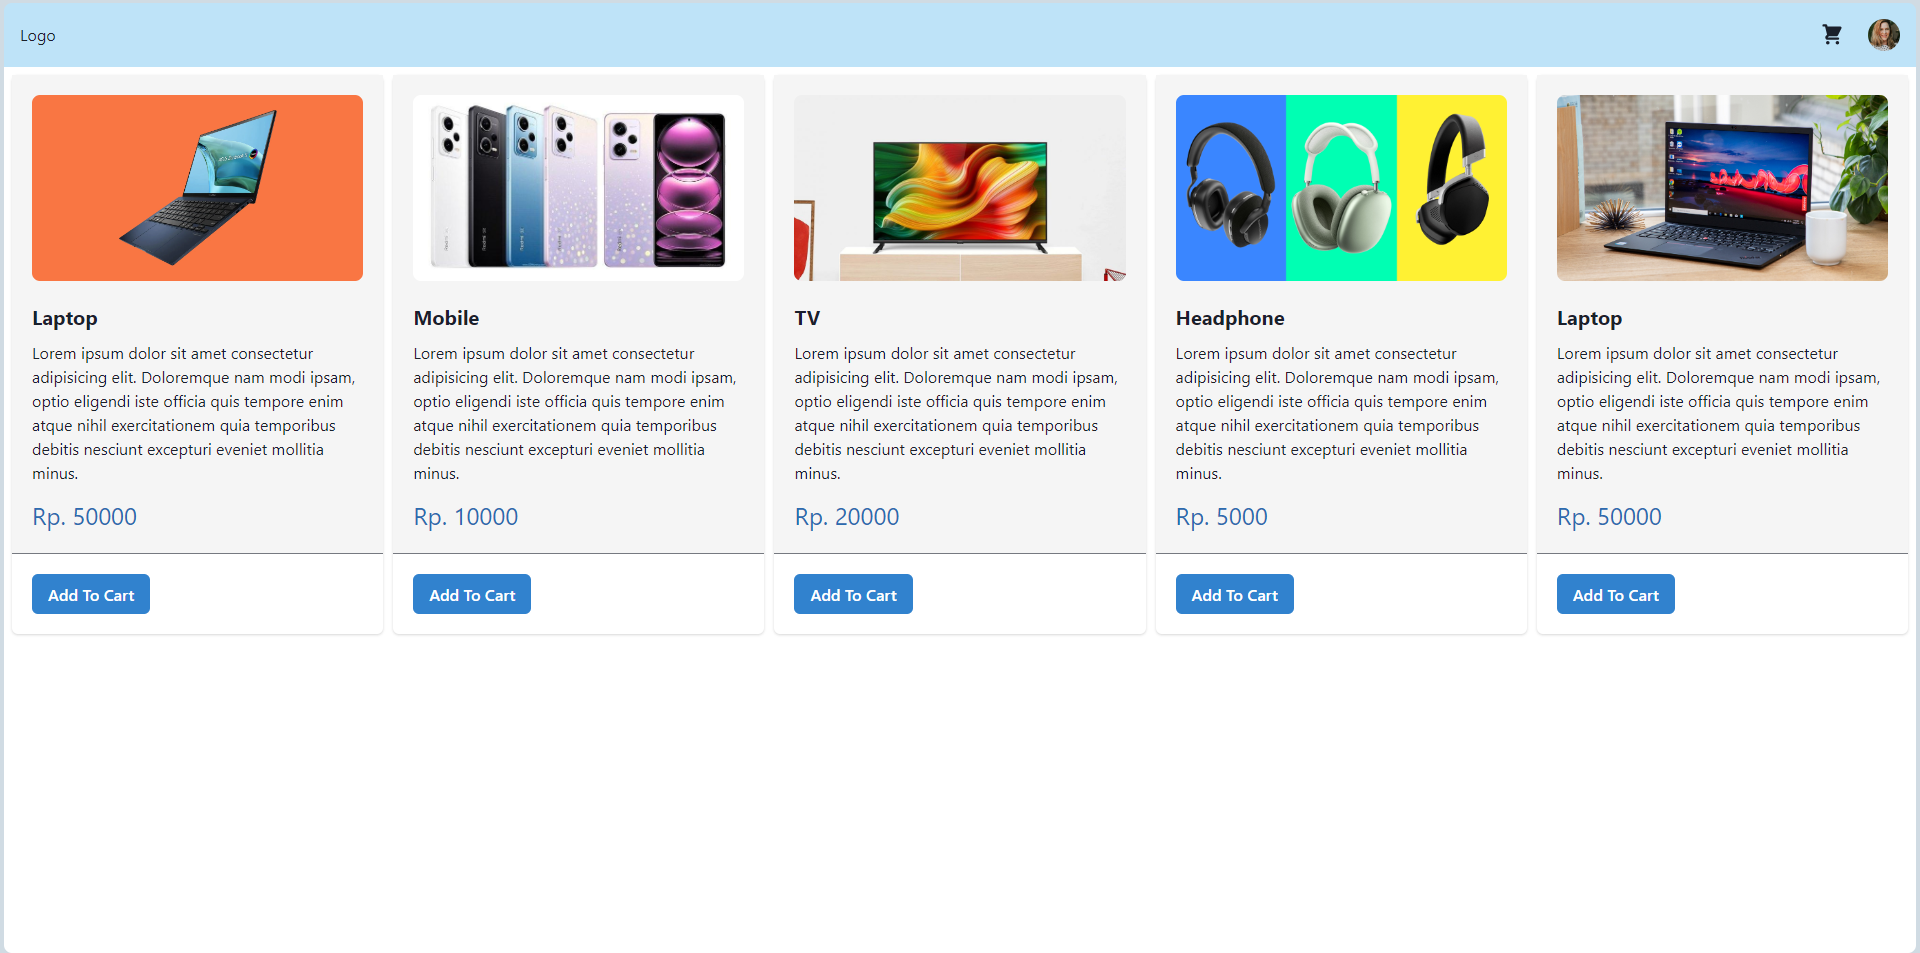 Logo
Laptop
Lorem ipsum dolor sit amet consectetur
adipisicing elit. Doloremque nam modi ipsam,
optio eligendi iste officia quis tempore enim
atque nihil exercitationem quia temporibus
debitis nesciunt excepturi eveniet mollitia
minus.
Rp. 50000
Add To Cart
Mobile
Lorem ipsum dolor sit amet consectetur
adipisicing elit. Doloremque nam modi ipsam,
optio eligendi iste officia quis tempore enim
atque nihil exercitationem quia temporibus
debitis nesciunt excepturi eveniet mollitia
minus.
Rp. 10000
Add To Cart
TV
Lorem ipsum dolor sit amet consectetur
adipisicing elit. Doloremque nam modi ipsam,
optio eligendi iste officia quis tempore enim
atque nihil exercitationem quia temporibus
debitis nesciunt excepturi eveniet mollitia
minus.
Rp. 20000
Add To Cart
Headphone
Lorem ipsum dolor sit amet consectetur
adipisicing elit. Doloremque nam modi ipsam,
optio eligendi iste officia quis tempore enim
atque nihil exercitationem quia temporibus
debitis nesciunt excepturi eveniet mollitia
minus.
Rp. 5000
Add To Cart
Laptop
Lorem ipsum dolor sit amet consectetur
adipisicing elit. Doloremque nam modi ipsam,
optio eligendi iste officia quis tempore enim
atque nihil exercitationem quia temporibus
debitis nesciunt excepturi eveniet mollitia
minus.
Rp. 50000
Add To Cart